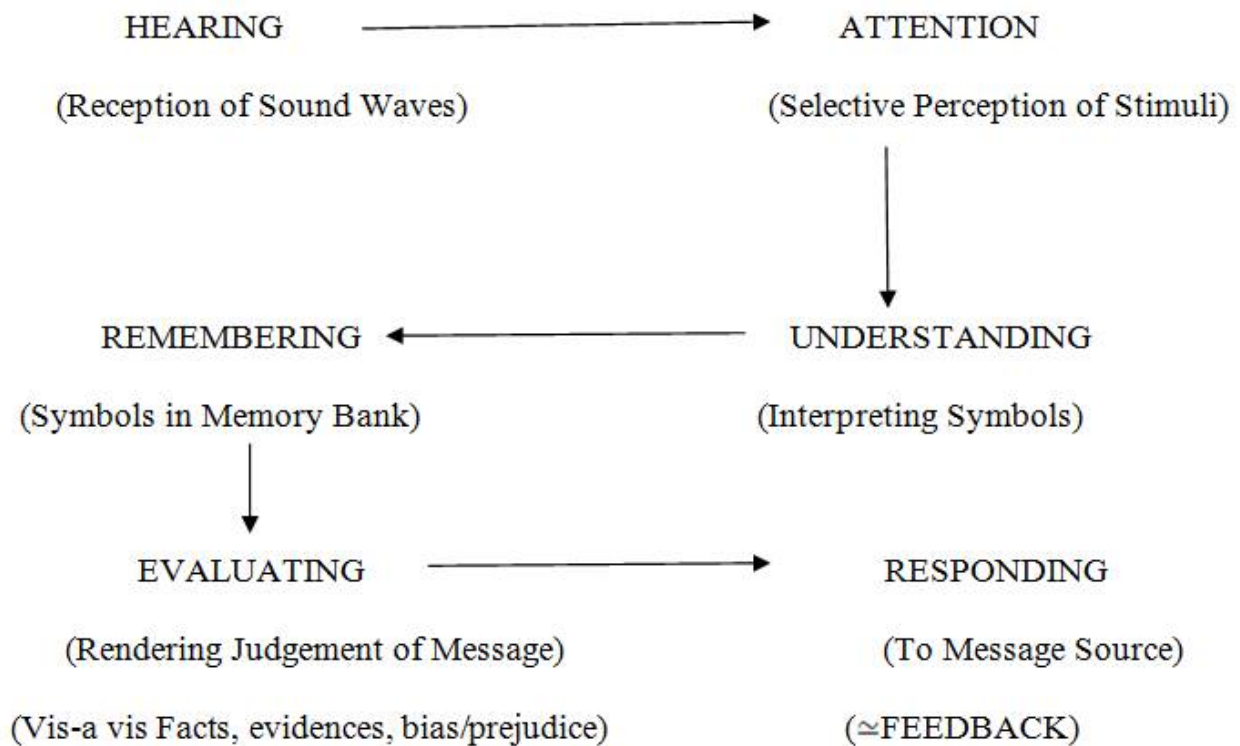 HEARING
ATTENTION
(Reception of Sound Waves)
(Selective Perception of Stimuli)
REMEMBERING
UNDERSTANDING
(Symbols in Memory Bank)
(Interpreting Symbols)
EVALUATING
RESPONDING
(Rendering Judgement of Message)
(To Message Source)
(Vis-a vis Facts, evidences, bias/prejudice)
(≃FEEDBACK)